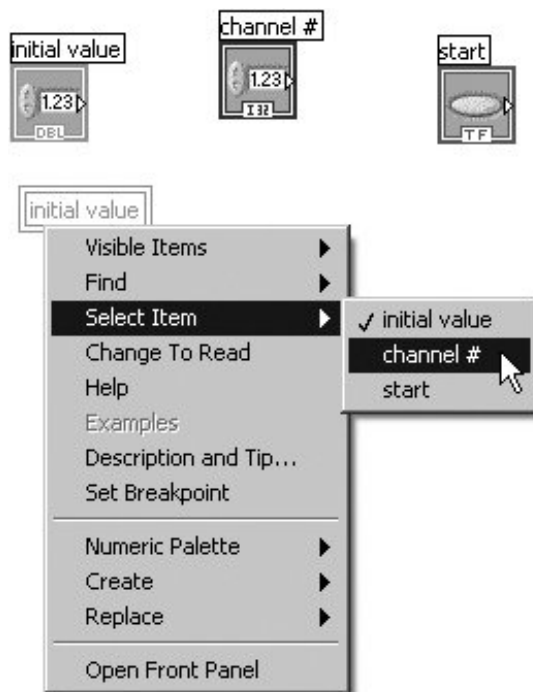 initial value
channel #
start
1.23
DBL
1.23
I32
TF
initial value
Visible Items
Find
Select Item
Change To Read
Help
Examples
Description and Tip...
Set Breakpoint
Numeric Palette
Create
Replace
Open Front Panel
✓ initial value
channel #
start